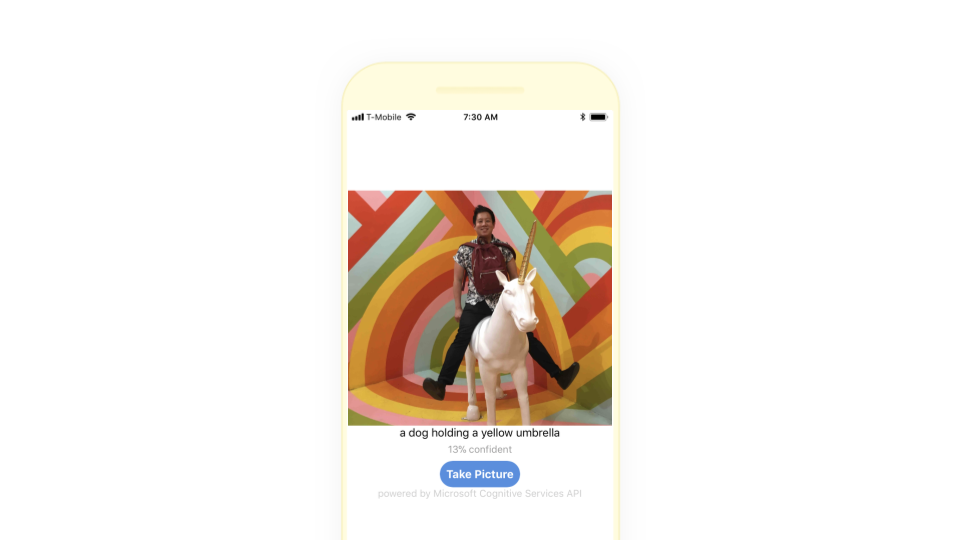 T-Mobile 7:30 AM
a dog holding a yellow umbrella
13% confident
Take Picture
powered by Microsoft Cognitive Services API